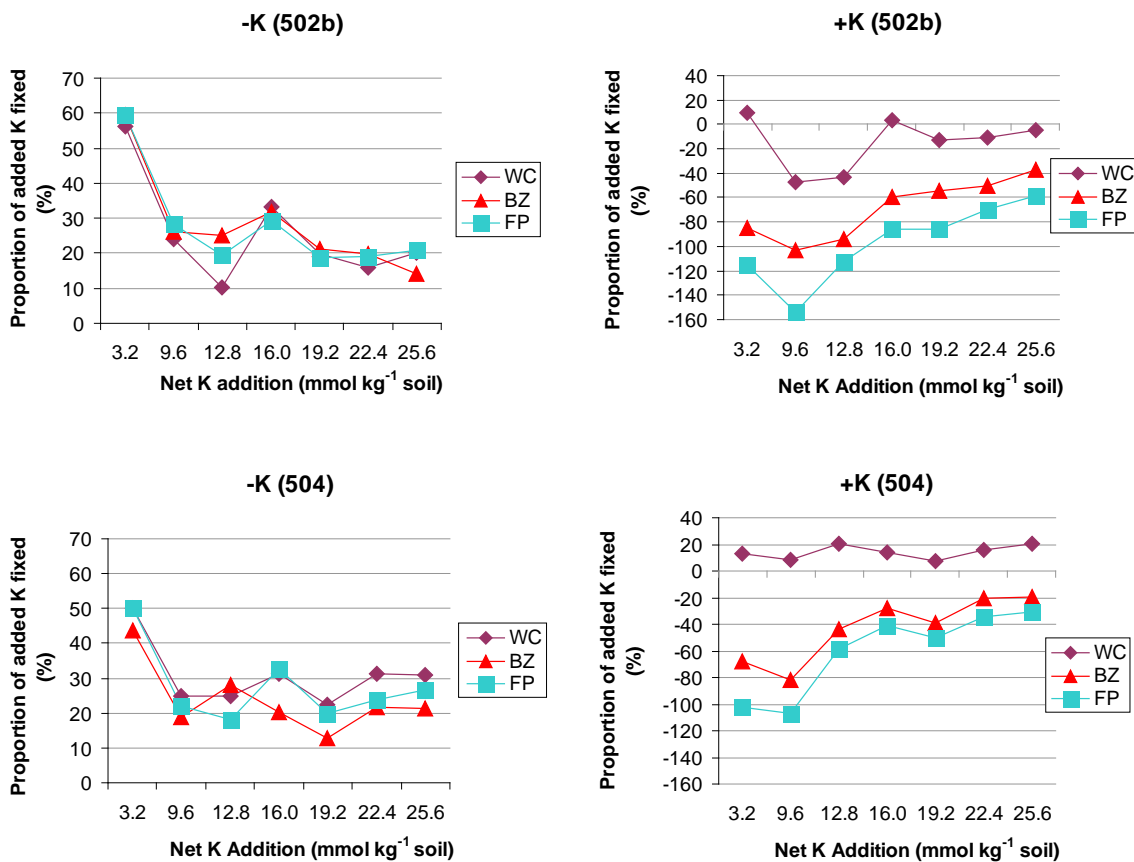 -K (502b)
Proportion of added K fixed
(%)
70
60
50
40
30
20
10
0
3.2 9.6 12.8 16.0 19.2 22.4 25.6
Net K addition (mmol kg⁻¹ soil)
WC
BZ
FP
+K (502b)
Proportion of added K fixed
(%)
40
20
0
-20
-40
-60
-80
-100
-120
-140
-160
3.2 9.6 12.8 16.0 19.2 22.4 25.6
Net K Addition (mmol kg⁻¹ soil)
WC
BZ
FP
-K (504)
Proportion of added K fixed
(%)
70
60
50
40
30
20
10
0
3.2 9.6 12.8 16.0 19.2 22.4 25.6
Net K Addition (mmol kg⁻¹ soil)
WC
BZ
FP
+K (504)
Proportion of added K fixed
(%)
40
20
0
-20
-40
-60
-80
-100
-120
-140
-160
3.2 9.6 12.8 16.0 19.2 22.4 25.6
Net K Addition (mmol kg⁻¹ soil)
WC
BZ
FP